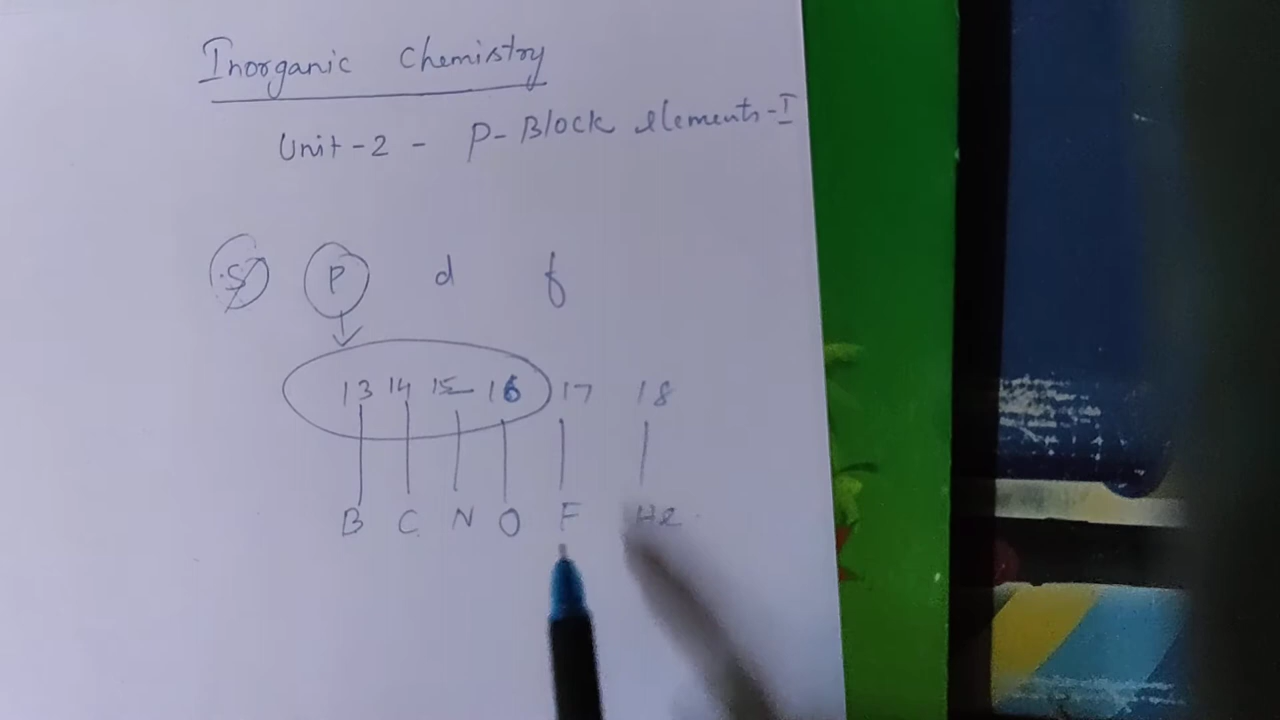 Inorganic Chemistry
Unit-2 - P-Block elements-I
S P d f
13 14 15 16 17 18
B C N O F He